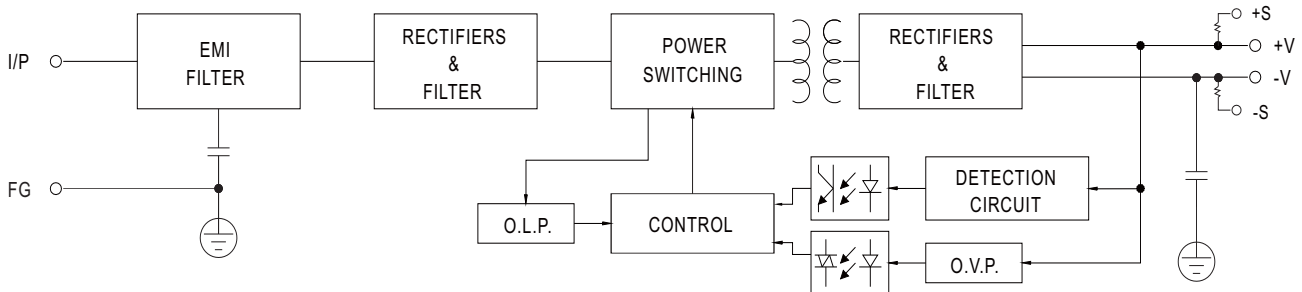 I/P
EMI
FILTER
RECTIFIERS
&
FILTER
POWER
SWITCHING
RECTIFIERS
&
FILTER
+S
+V
-V
-S
FG
O.L.P.
CONTROL
DETECTION
CIRCUIT
O.V.P.